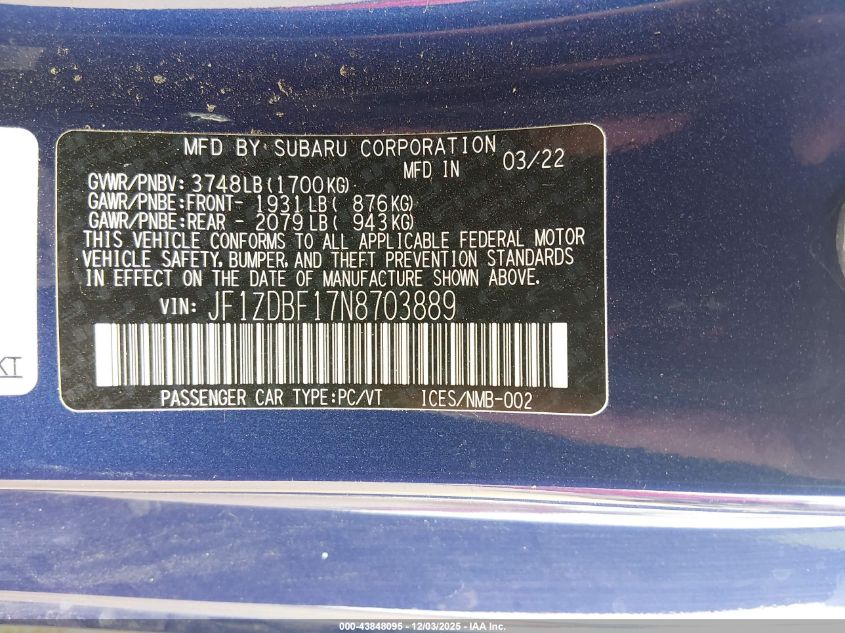 MFD BY: SUBARU CORPORATION
MFD IN 03/22
GVWR/PNBV: 3748LB(1700KG)
GAWR/PNBE:FRONT- 1931LB( 876KG)
GAWR/PNBE:REAR - 2079LB( 943KG)
THIS VEHICLE CONFORMS TO ALL APPLICABLE FEDERAL MOTOR
VEHICLE SAFETY, BUMPER, AND THEFT PREVENTION STANDARDS
IN EFFECT ON THE DATE OF MANUFACTURE SHOWN ABOVE.
VIN: JF1ZDBF17N8703889
PASSENGER CAR TYPE:PC/VT ICES/NMB-002
000-43848095 - 12/03/2025 - IAA Inc.